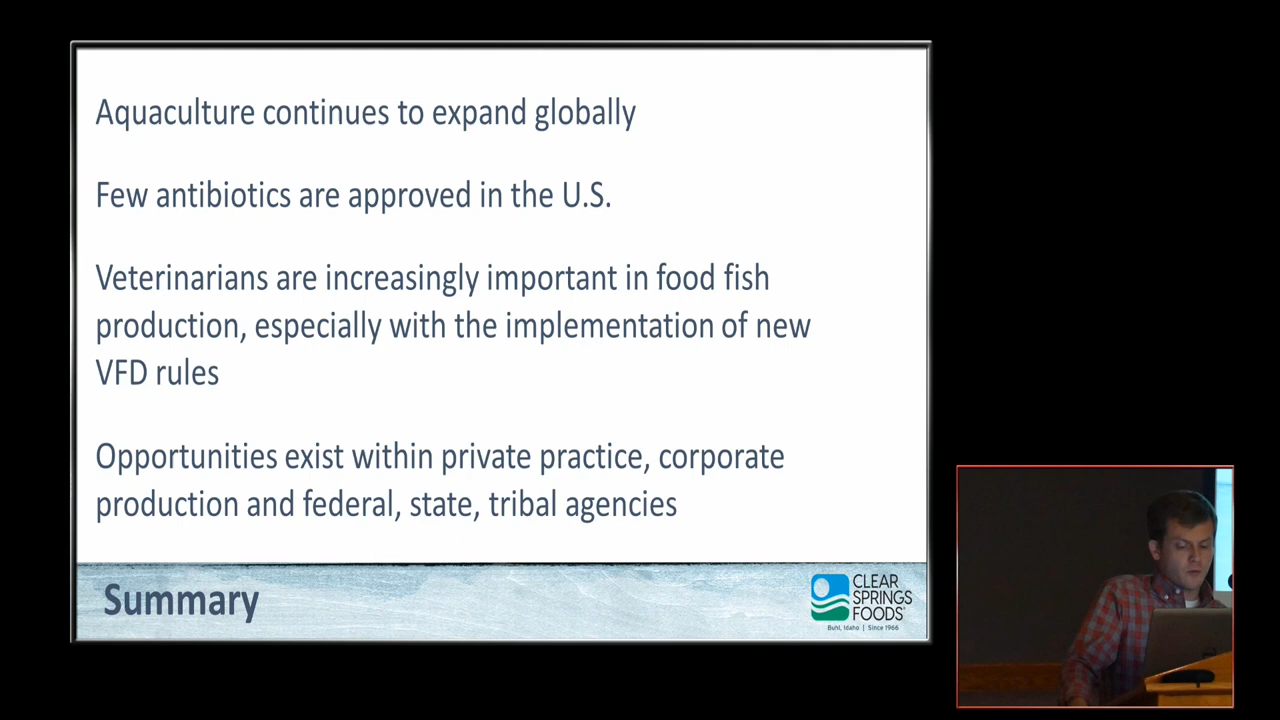 Aquaculture continues to expand globally
Few antibiotics are approved in the U.S.
Veterinarians are increasingly important in food fish
production, especially with the implementation of new
VFD rules
Opportunities exist within private practice, corporate
production and federal, state, tribal agencies
Summary
CLEAR
SPRINGS
FOODS®
Buhl, Idaho | Since 1966